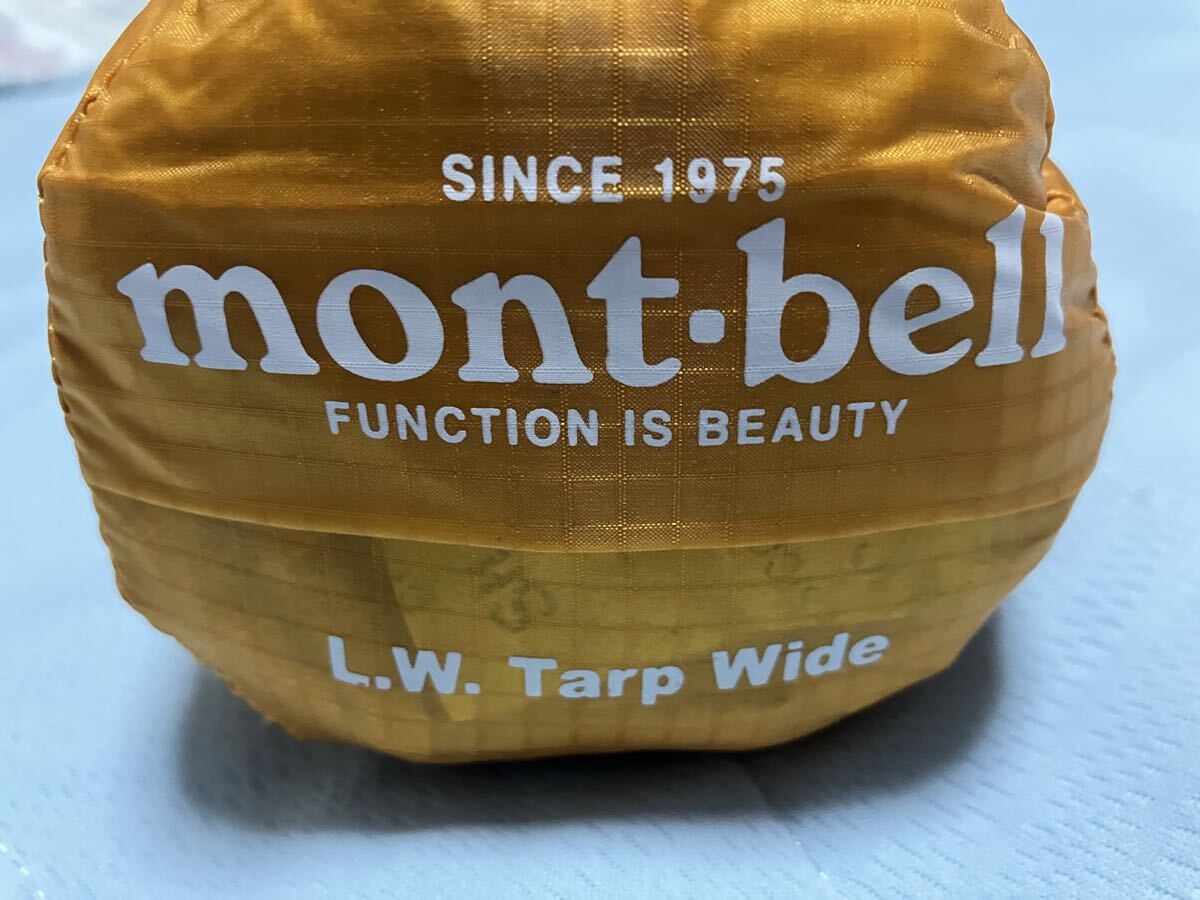 SINCE 1975
mont·bell
FUNCTION IS BEAUTY
L.W. Tarp Wide